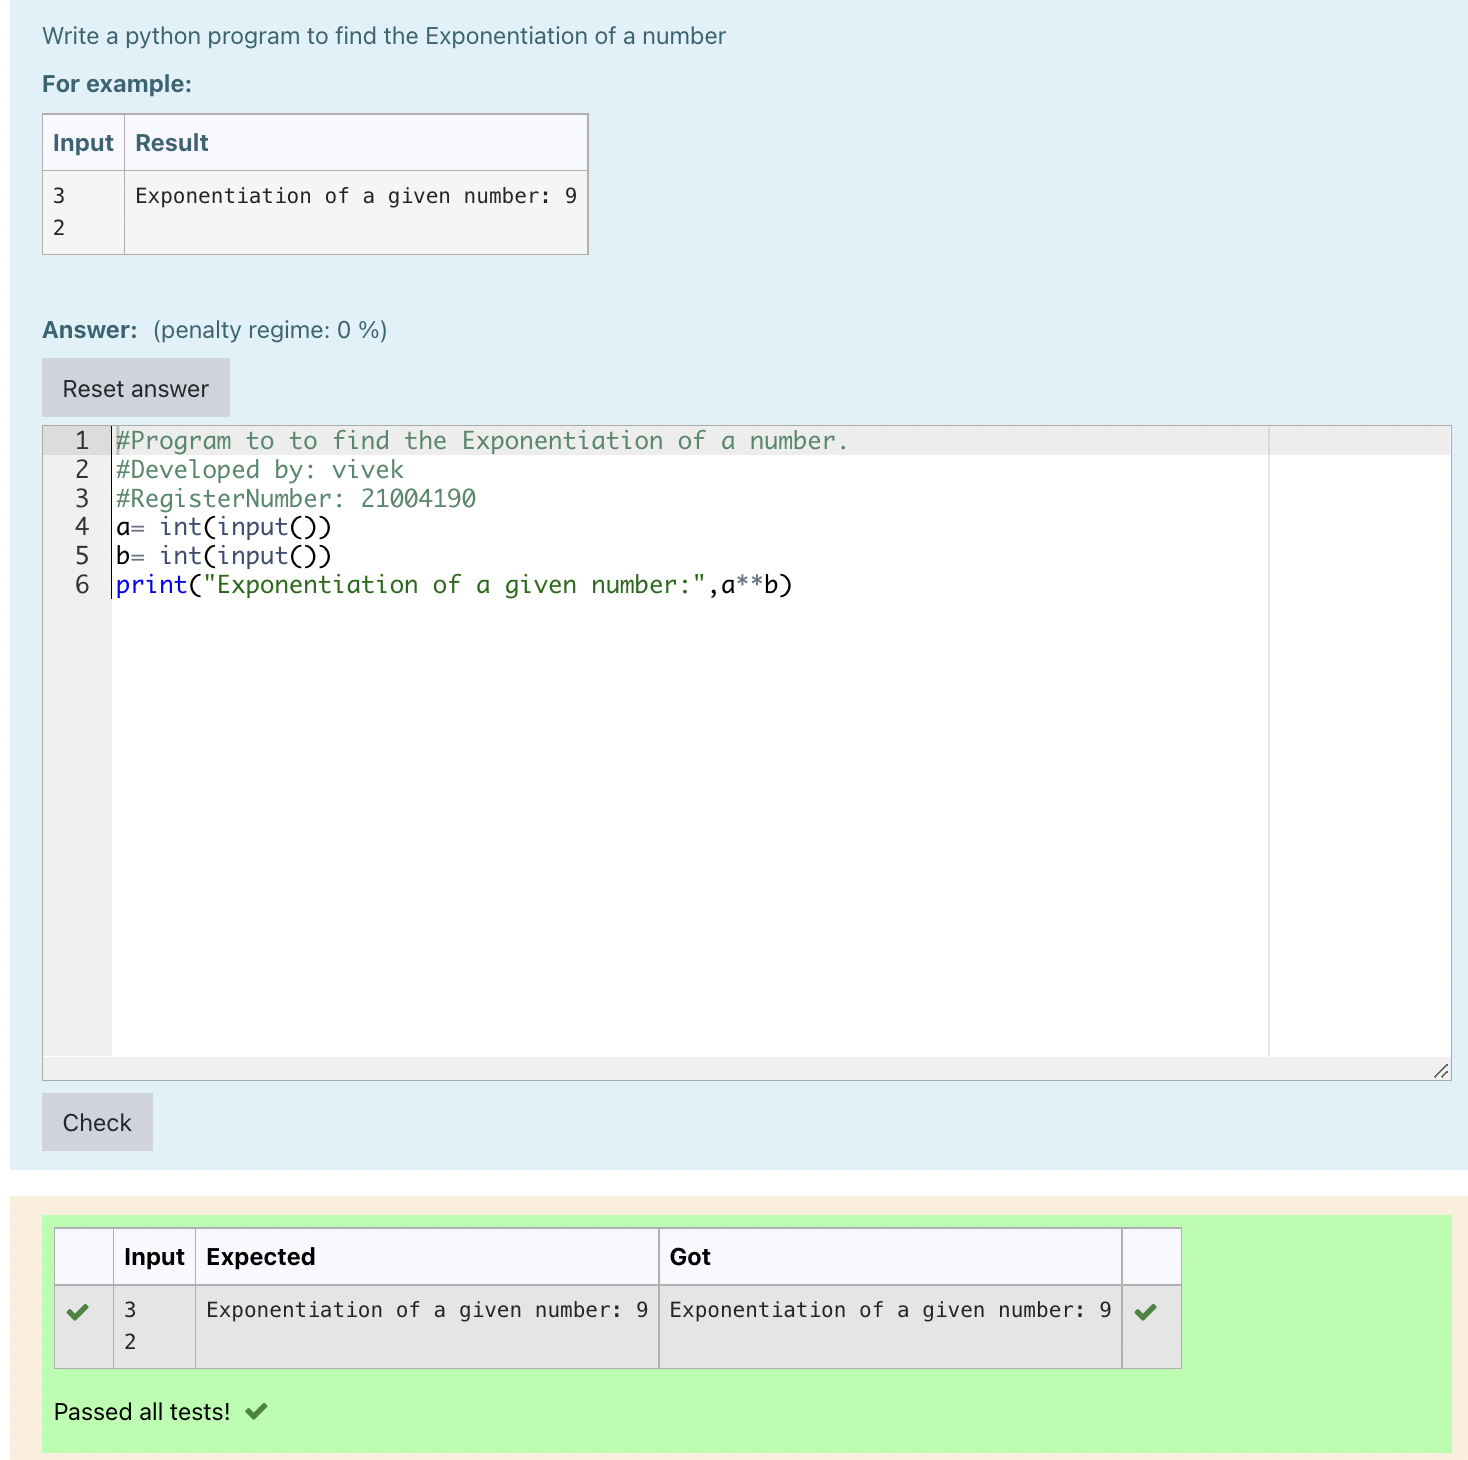 Write a python program to find the Exponentiation of a number
For example:
Input Result
3 Exponentiation of a given number: 9
2
Answer: (penalty regime: 0 %)
Reset answer
1 #Program to to find the Exponentiation of a number.
2 #Developed by: vivek
3 #RegisterNumber: 21004190
4 a= int(input())
5 b= int(input())
6 print("Exponentiation of a given number:",a**b)
Check
Input Expected Got
3 Exponentiation of a given number: 9 Exponentiation of a given number: 9
2
Passed all tests!